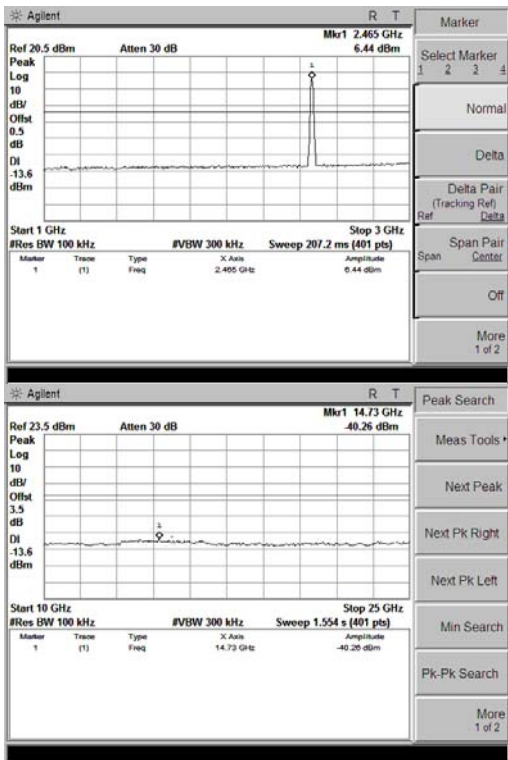 Agilent R T Marker
Mkr1 2.465 GHz
Ref 20.5 dBm Atten 30 dB 6.44 dBm
Peak
Log
10
dB/
Offst
0.5
dB
DI
-13.6
dBm
1
Start 1 GHz Stop 3 GHz
#Res BW 100 kHz #VBW 300 kHz Sweep 207.2 ms (401 pts)
Marker Trace Type X Axis Amplitude
1 (1) Freq 2.465 GHz 6.44 dBm
Select Marker
1 2 3 4
Normal
Delta
Delta Pair
(Tracking Ref)
Ref Delta
Span Pair
Span Center
Off
More
1 of 2
Agilent R T Peak Search
Mkr1 14.73 GHz
Ref 23.5 dBm Atten 30 dB -40.26 dBm
Peak
Log
10
dB/
Offst
3.5
dB
DI
-13.6
dBm
1
Start 10 GHz Stop 25 GHz
#Res BW 100 kHz #VBW 300 kHz Sweep 1.554 s (401 pts)
Marker Trace Type X Axis Amplitude
1 (1) Freq 14.73 GHz -40.26 dBm
Meas Tools
Next Peak
Next Pk Right
Next Pk Left
Min Search
Pk-Pk Search
More
1 of 2